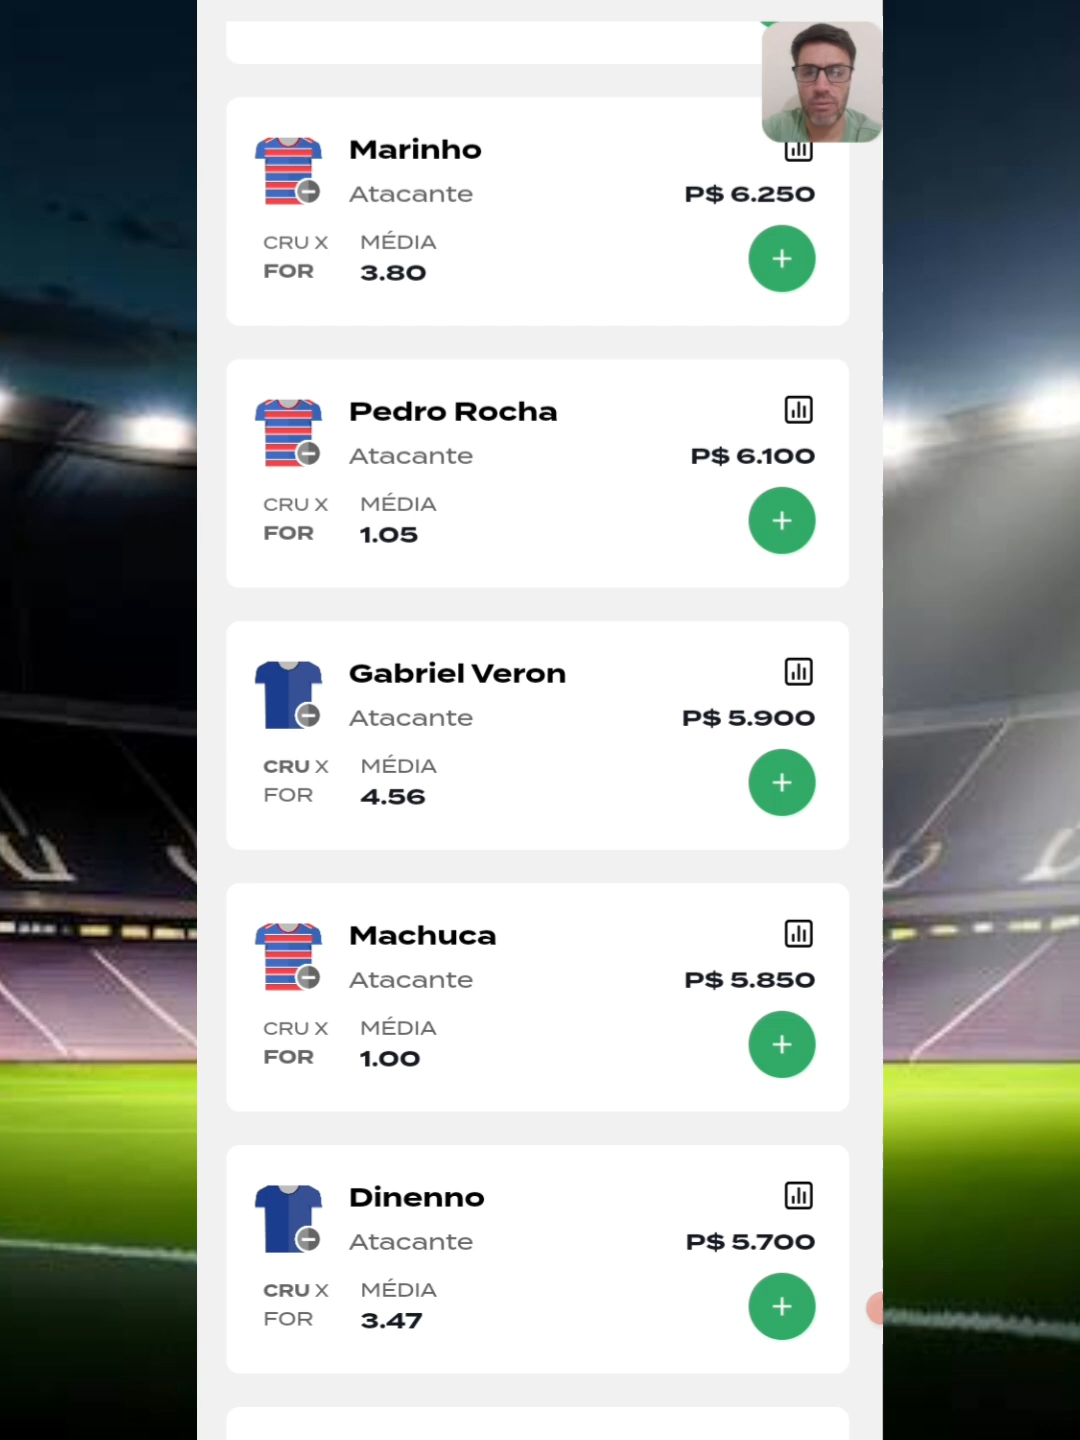 Marinho
Atacante
P$ 6.250
CRU X
FOR
MÉDIA
3.80
Pedro Rocha
Atacante
P$ 6.100
CRU X
FOR
MÉDIA
1.05
Gabriel Veron
Atacante
P$ 5.900
CRU X
FOR
MÉDIA
4.56
Machuca
Atacante
P$ 5.850
CRU X
FOR
MÉDIA
1.00
Dinenno
Atacante
P$ 5.700
CRU X
FOR
MÉDIA
3.47